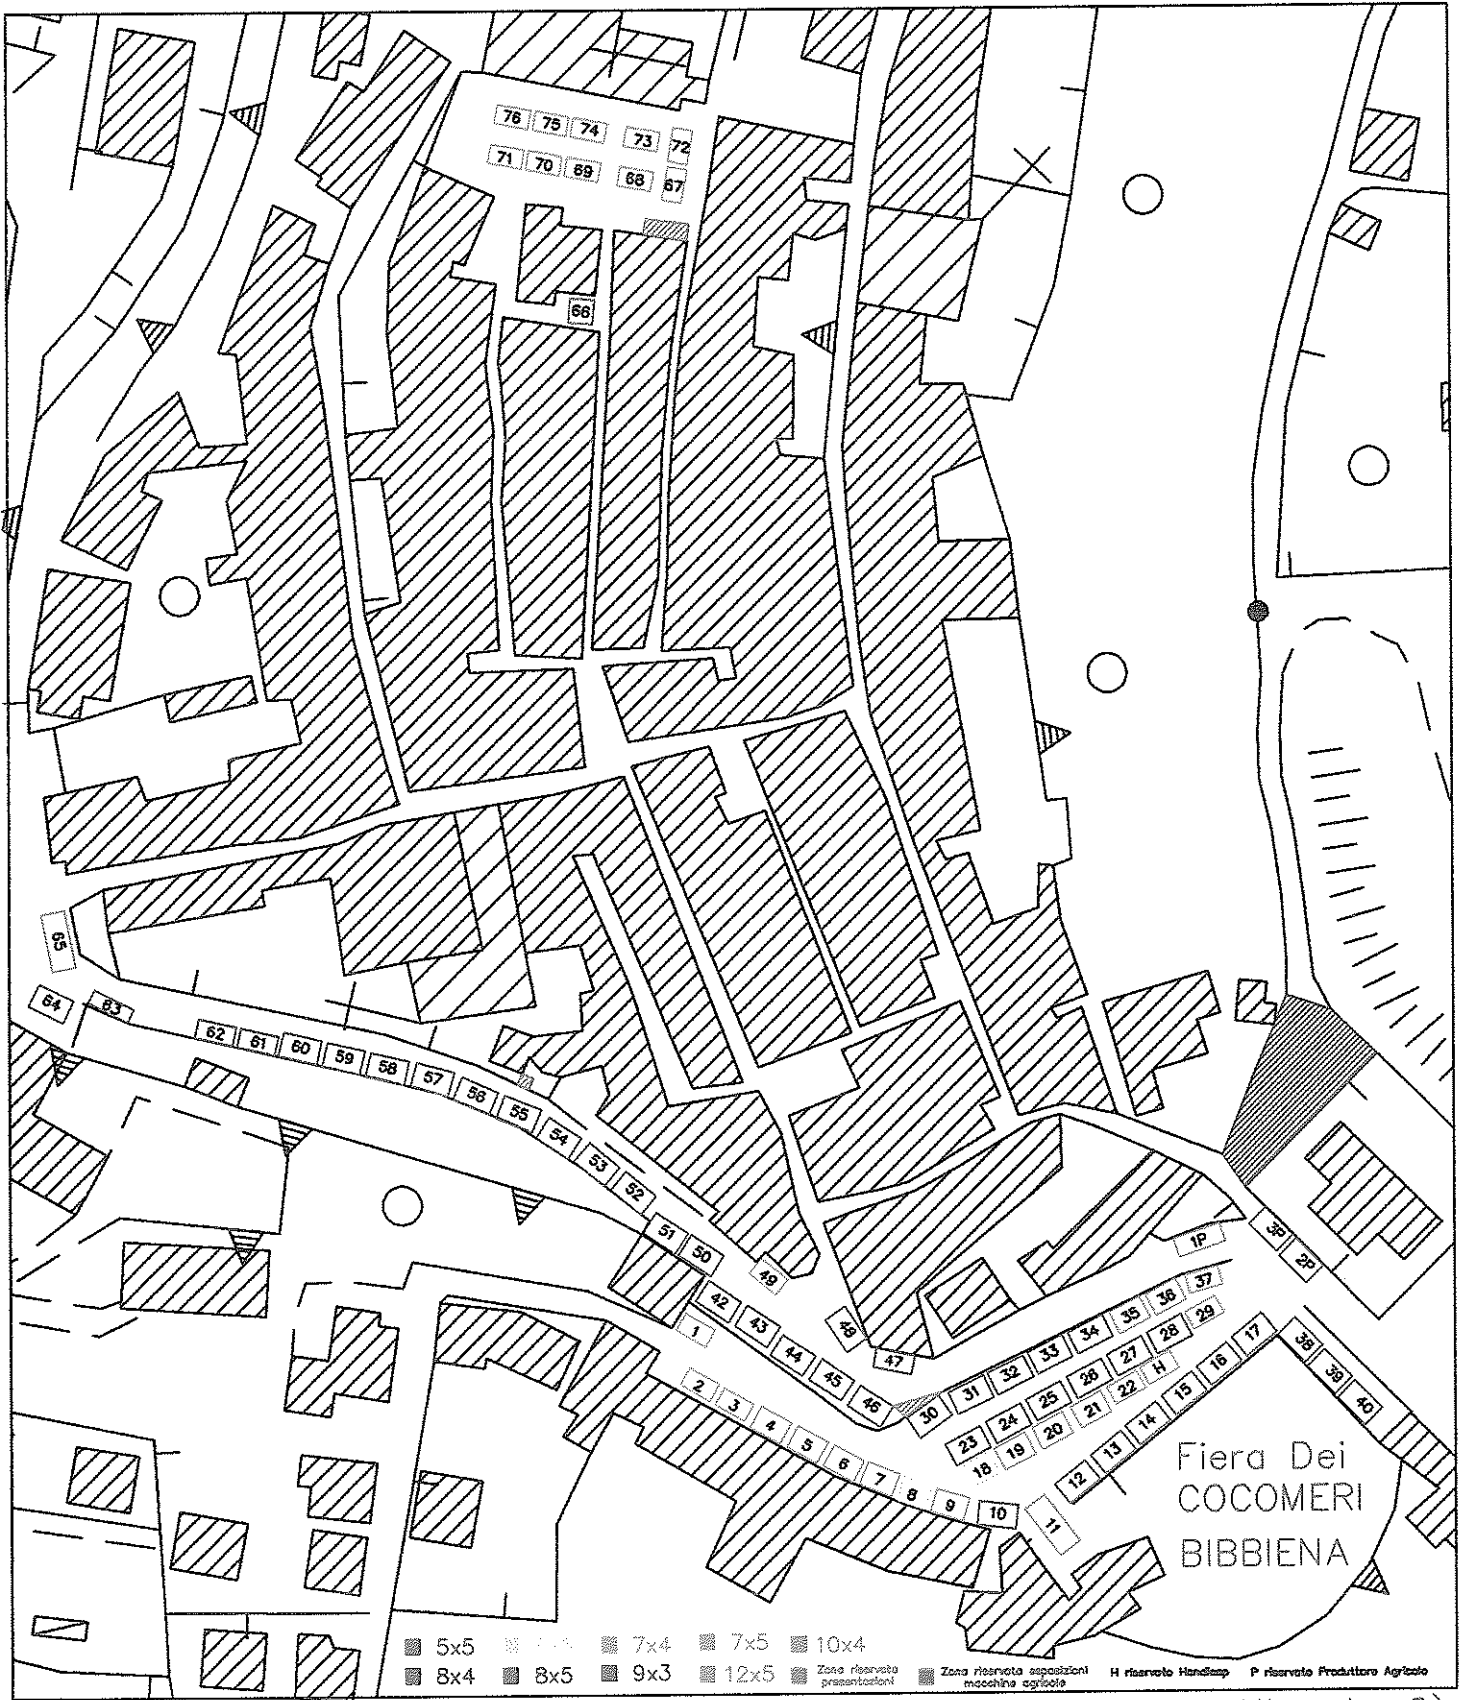 76 75 74 73 72
71 70 69 68 67
66
65
64 63
62 61 60 59 58 57 56 55 54 53 52
51 50
49
48
47
42 43 44 45 46
1
2 3 4 5 6 7 8 9 10
11
12 13 14 15 16 17
18 19 20 21 22 H
23 24 25 26 27 28 29
30 31 32 33 34 35 36 37
1P
3P 2P
38 39 40
Fiera Dei
COCOMERI
BIBBIENA
5x5 7x4 7x5 10x4
8x4 8x5 9x3 12x5
Zona riservata
presentazioni
Zona riservata esposizioni
macchine agricole
H riservato Handicap P riservato Produttore Agricolo